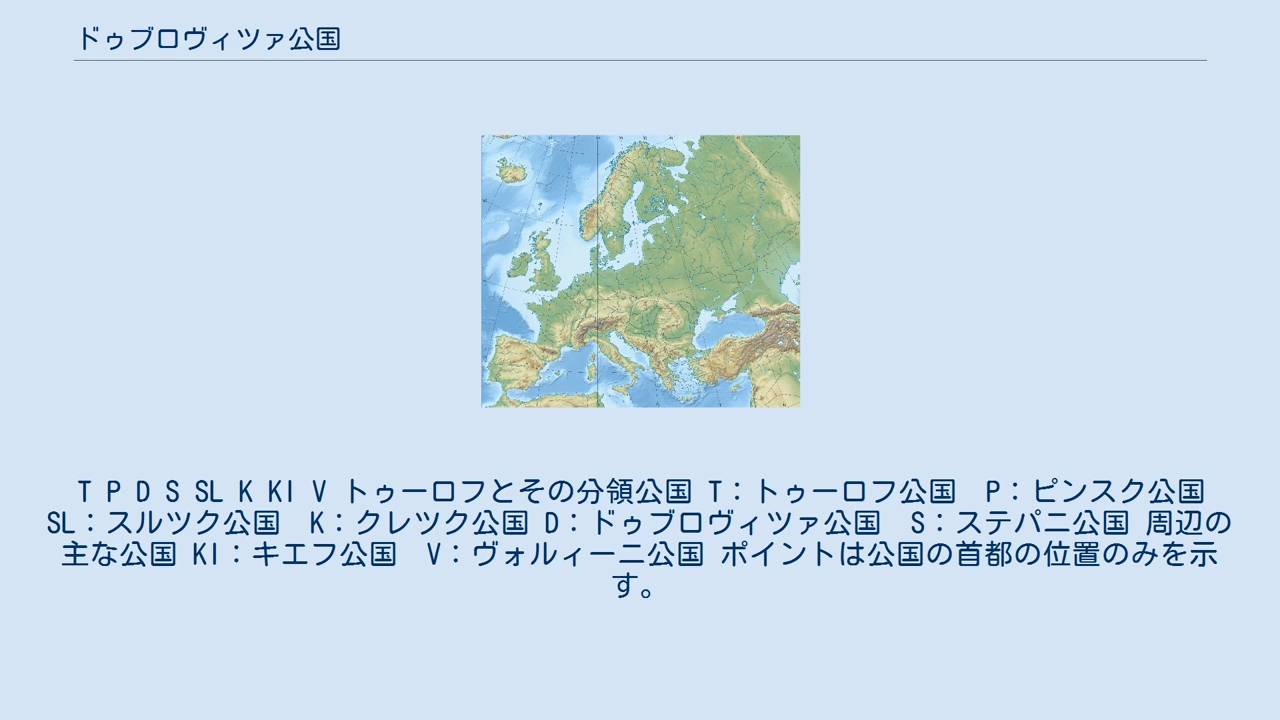 ドゥブロヴィツァ公国
T P D S SL K KI V トゥーロフとその分領公国 T：トゥーロフ公国　P：ピンスク公国
SL：スルツク公国　K：クレツク公国 D：ドゥブロヴィツァ公国　S：ステパニ公国 周辺の
主な公国 KI：キエフ公国　V：ヴォルィーニ公国 ポイントは公国の首都の位置のみを示
す。